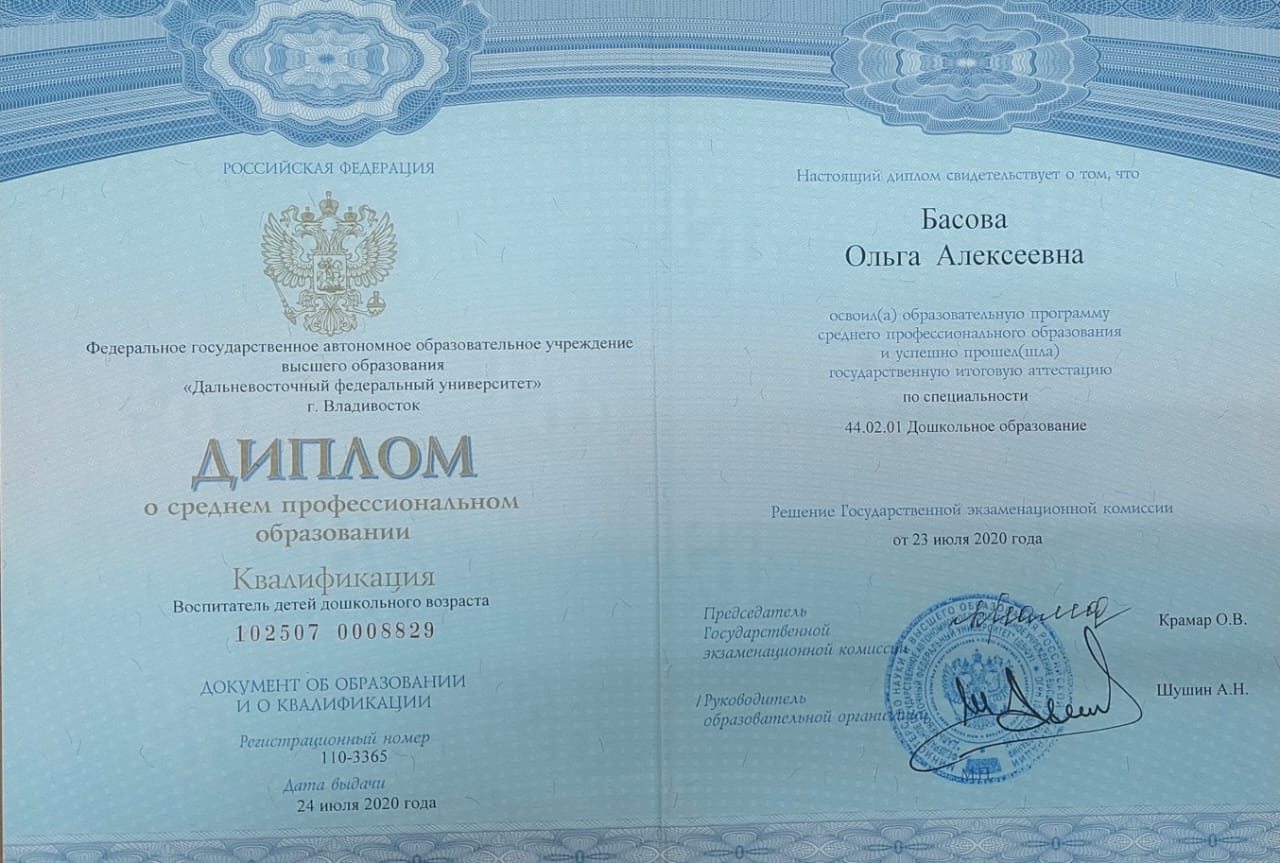 РОССИЙСКАЯ ФЕДЕРАЦИЯ
Федеральное государственное автономное образовательное учреждение
высшего образования
«Дальневосточный федеральный университет»
г. Владивосток
ДИПЛОМ
о среднем профессиональном
образовании
Квалификация
Воспитатель детей дошкольного возраста
102507 0008829
ДОКУМЕНТ ОБ ОБРАЗОВАНИИ
И О КВАЛИФИКАЦИИ
Регистрационный номер
110-3365
Дата выдачи
24 июля 2020 года
Настоящий диплом свидетельствует о том, что
Басова
Ольга Алексеевна
освоил(а) образовательную программу
среднего профессионального образования
и успешно прошел(шла)
государственную итоговую аттестацию
по специальности
44.02.01 Дошкольное образование
Решение Государственной экзаменационной комиссии
от 23 июля 2020 года
Председатель
Государственной
экзаменационной комиссии
Крамар О.В.
Руководитель
образовательной организации
Шушин А.Н.
М.П.